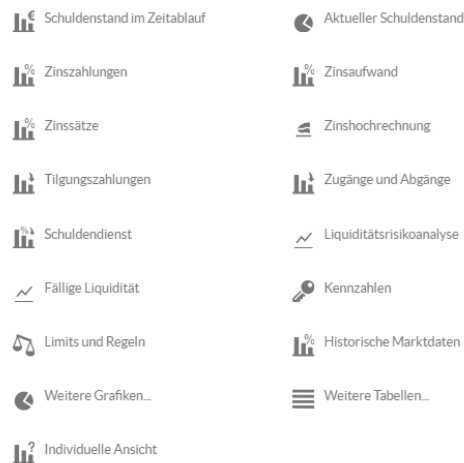 Schuldenstand im Zeitablauf
Aktueller Schuldenstand
Zinszahlungen
Zinsaufwand
Zinssätze
Zinshochrechnung
Tilgungszahlungen
Zugänge und Abgänge
Schuldendienst
Liquiditätsrisikoanalyse
Fällige Liquidität
Kennzahlen
Limits und Regeln
Historische Marktdaten
Weitere Grafiken...
Weitere Tabellen...
Individuelle Ansicht